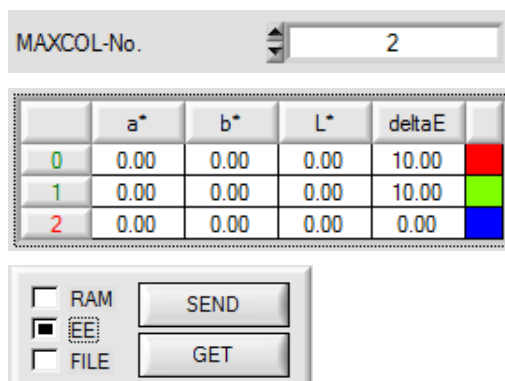 MAXCOL-No. 2
a* b* L* deltaE
0 0.00 0.00 0.00 10.00
1 0.00 0.00 0.00 10.00
2 0.00 0.00 0.00 0.00
RAM SEND
EE
FILE GET